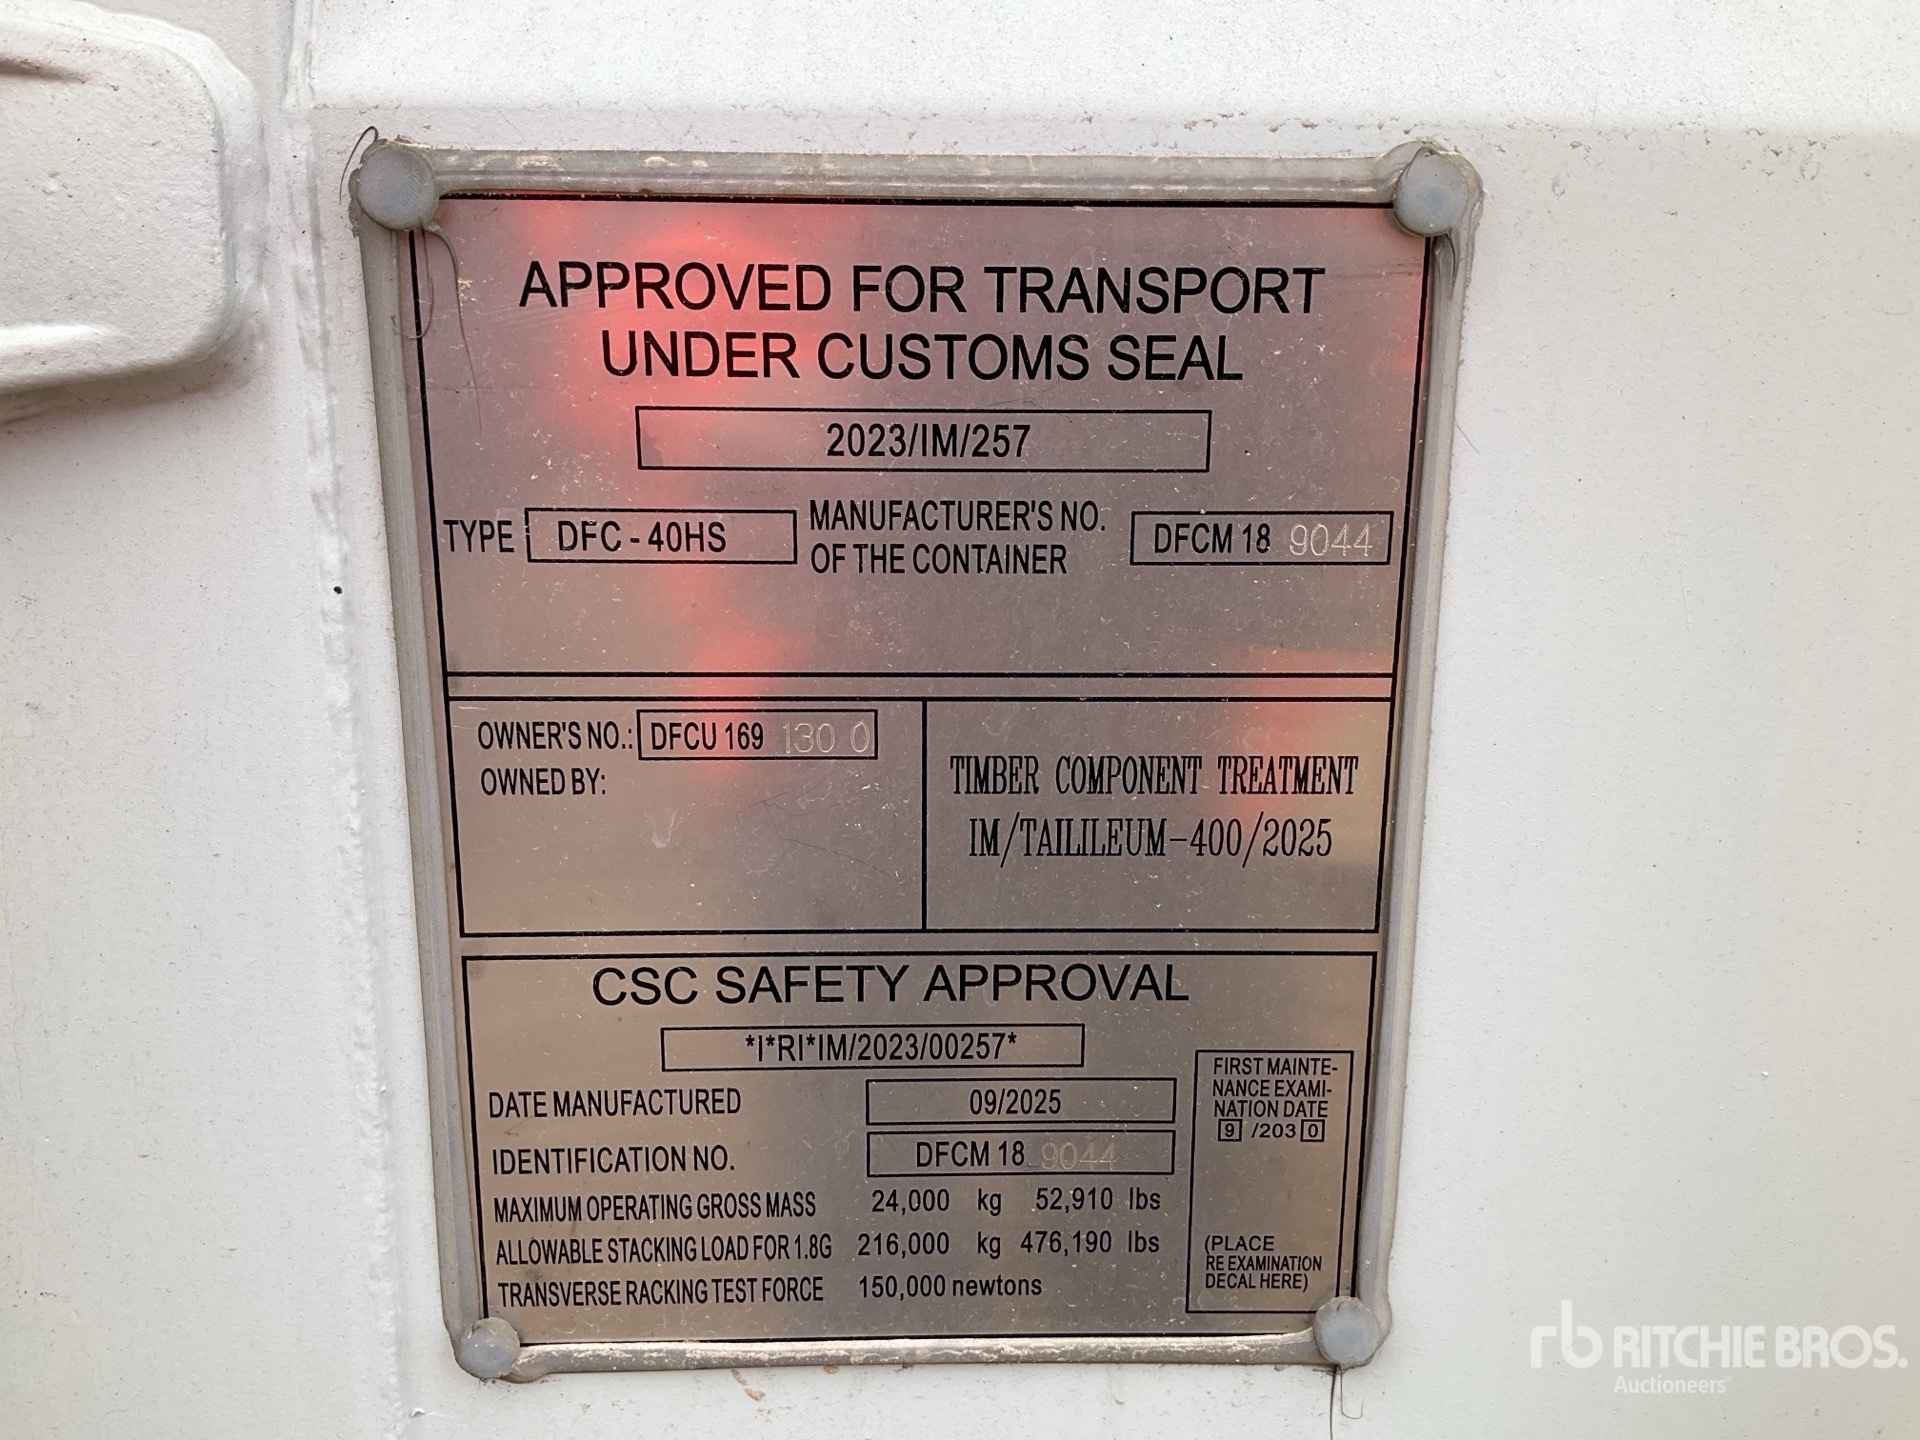 APPROVED FOR TRANSPORT
UNDER CUSTOMS SEAL
2023/IM/257
TYPE DFC - 40HS MANUFACTURER'S NO. OF THE CONTAINER DFCM 18 9044
OWNER'S NO.: DFCU 169 130 0
OWNED BY:
TIMBER COMPONENT TREATMENT
IM/TAILILEUM-400/2025
CSC SAFETY APPROVAL
*I*RI*IM/2023/00257*
DATE MANUFACTURED 09/2025
IDENTIFICATION NO. DFCM 18 9044
MAXIMUM OPERATING GROSS MASS 24,000 kg 52,910 lbs
ALLOWABLE STACKING LOAD FOR 1.8G 216,000 kg 476,190 lbs
TRANSVERSE RACKING TEST FORCE 150,000 newtons
FIRST MAINTE-
NANCE EXAMI-
NATION DATE
9 /203 0
(PLACE
RE EXAMINATION
DECAL HERE)
rb RITCHIE BROS.
Auctioneers